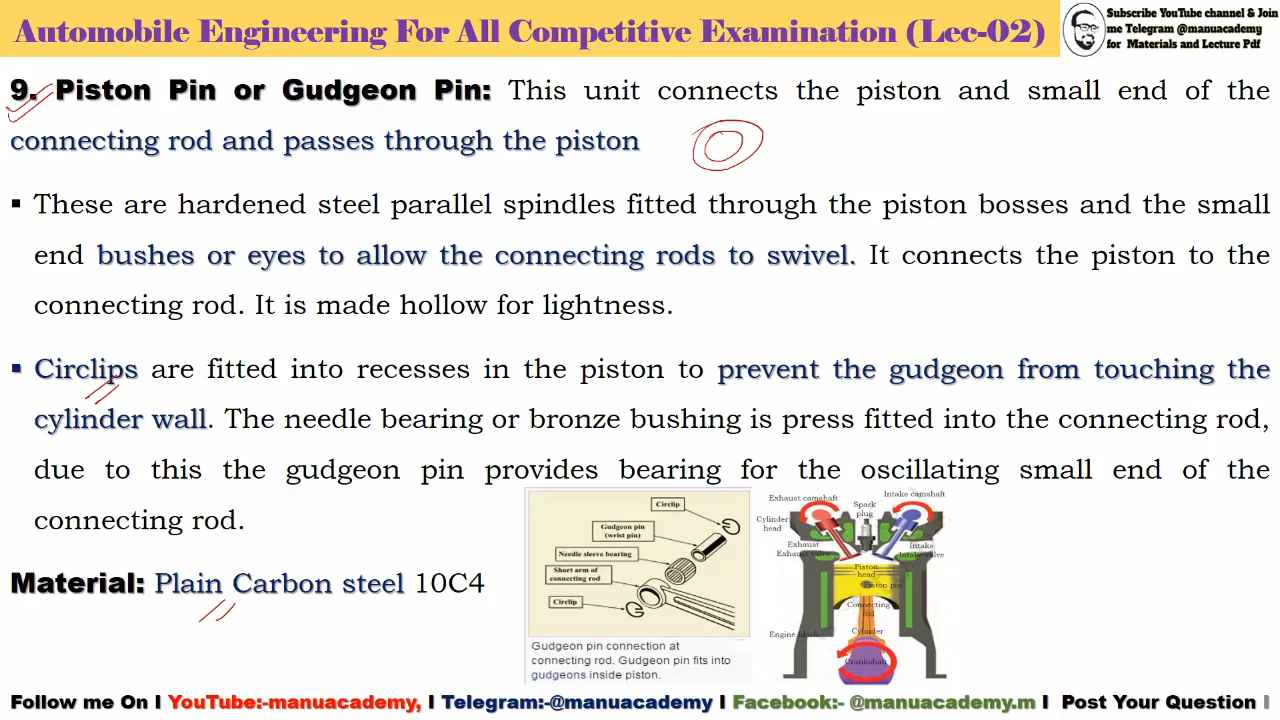 Automobile Engineering For All Competitive Examination (Lec-02)
Subscribe YouTube channel & Join
me Telegram @manuacademy
for Materials and Lecture Pdf
9. Piston Pin or Gudgeon Pin: This unit connects the piston and small end of the
connecting rod and passes through the piston
▪ These are hardened steel parallel spindles fitted through the piston bosses and the small
end bushes or eyes to allow the connecting rods to swivel. It connects the piston to the
connecting rod. It is made hollow for lightness.
▪ Circlips are fitted into recesses in the piston to prevent the gudgeon from touching the
cylinder wall. The needle bearing or bronze bushing is press fitted into the connecting rod,
due to this the gudgeon pin provides bearing for the oscillating small end of the
connecting rod.
Material: Plain Carbon steel 10C4
Circlip
Gudgeon pin
(wrist pin)
Needle sleeve bearing
Short arm of
connecting rod
Circlip
Gudgeon pin connection at
connecting rod. Gudgeon pin fits into
gudgeons inside piston.
Exhaust camshaft
Intake camshaft
Spark
plug
Cylinder
head
Exhaust
Exhaust valve
Intake
Intake valve
Piston
head
Piston pin
Connecting
rod
Engine block
Cylinder
Crankshaft
Follow me On I YouTube:-manuacademy, I Telegram:-@manuacademy I Facebook:- @manuacademy.m I Post Your Question I